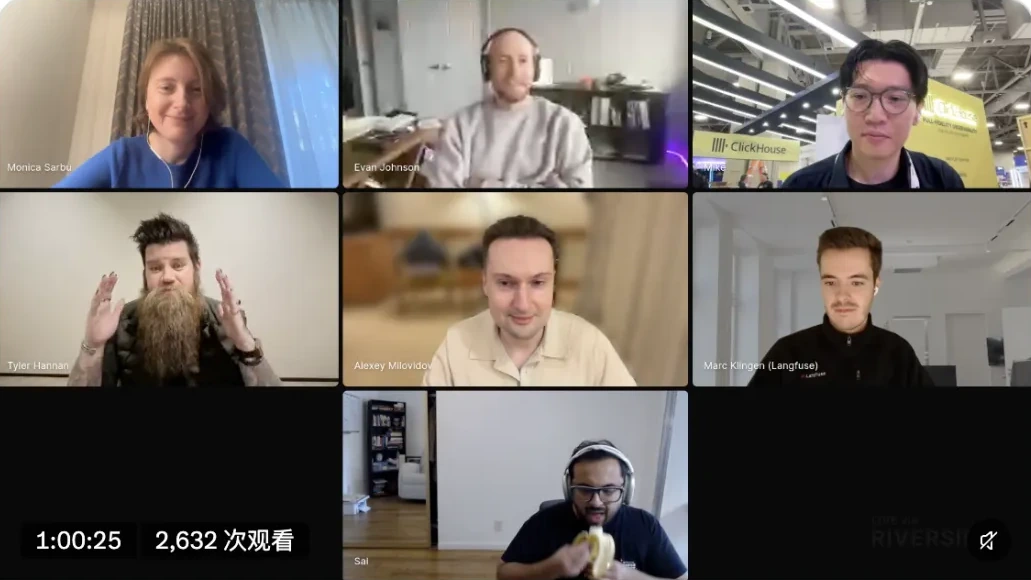 Monica Sarbu
Evan Johnson
ClickHouse
Mike
Tyler Hannan
Alexey Milovidov
Marc Klingen (Langfuse)
1:00:25
2,632 次观看
Sal
RIVERSI